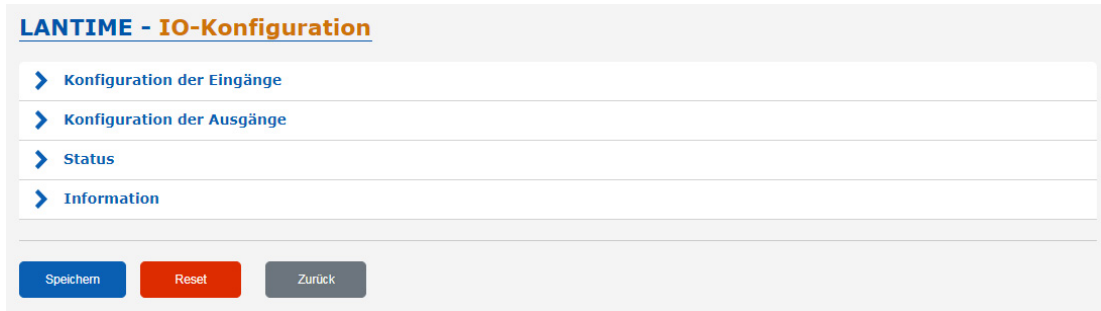 LANTIME - IO-Konfiguration
Konfiguration der Eingänge
Konfiguration der Ausgänge
Status
Information
Speichern Reset Zurück